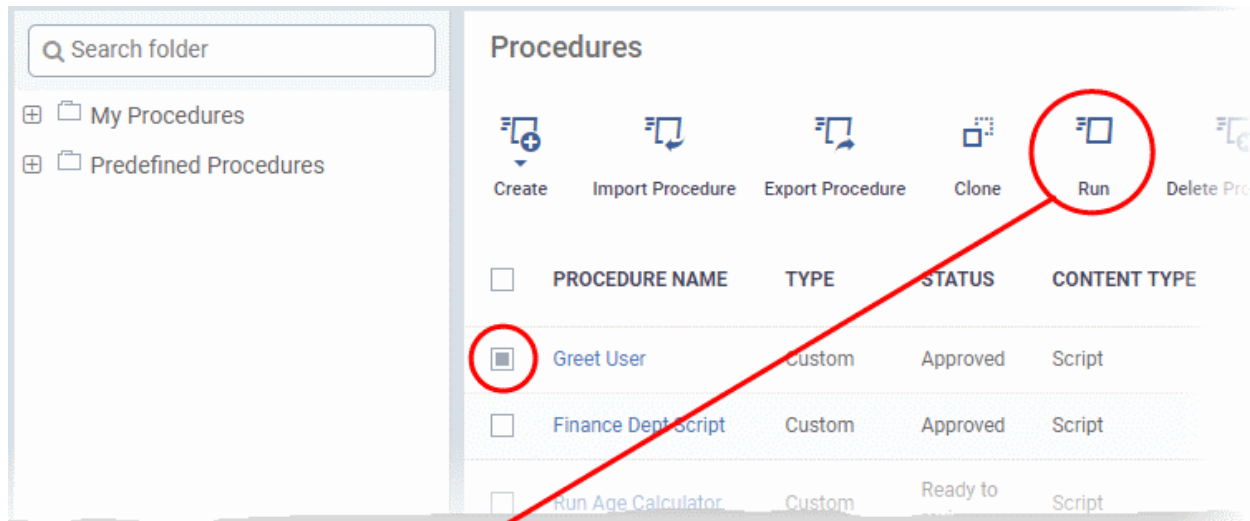 Search folder
My Procedures
Predefined Procedures
Procedures
Create Import Procedure Export Procedure Clone Run Delete
PROCEDURE NAME TYPE STATUS CONTENT TYPE
Greet User Custom Approved Script
Finance Dept Script Custom Approved Script
Run Age Calculator Custom Ready to Script